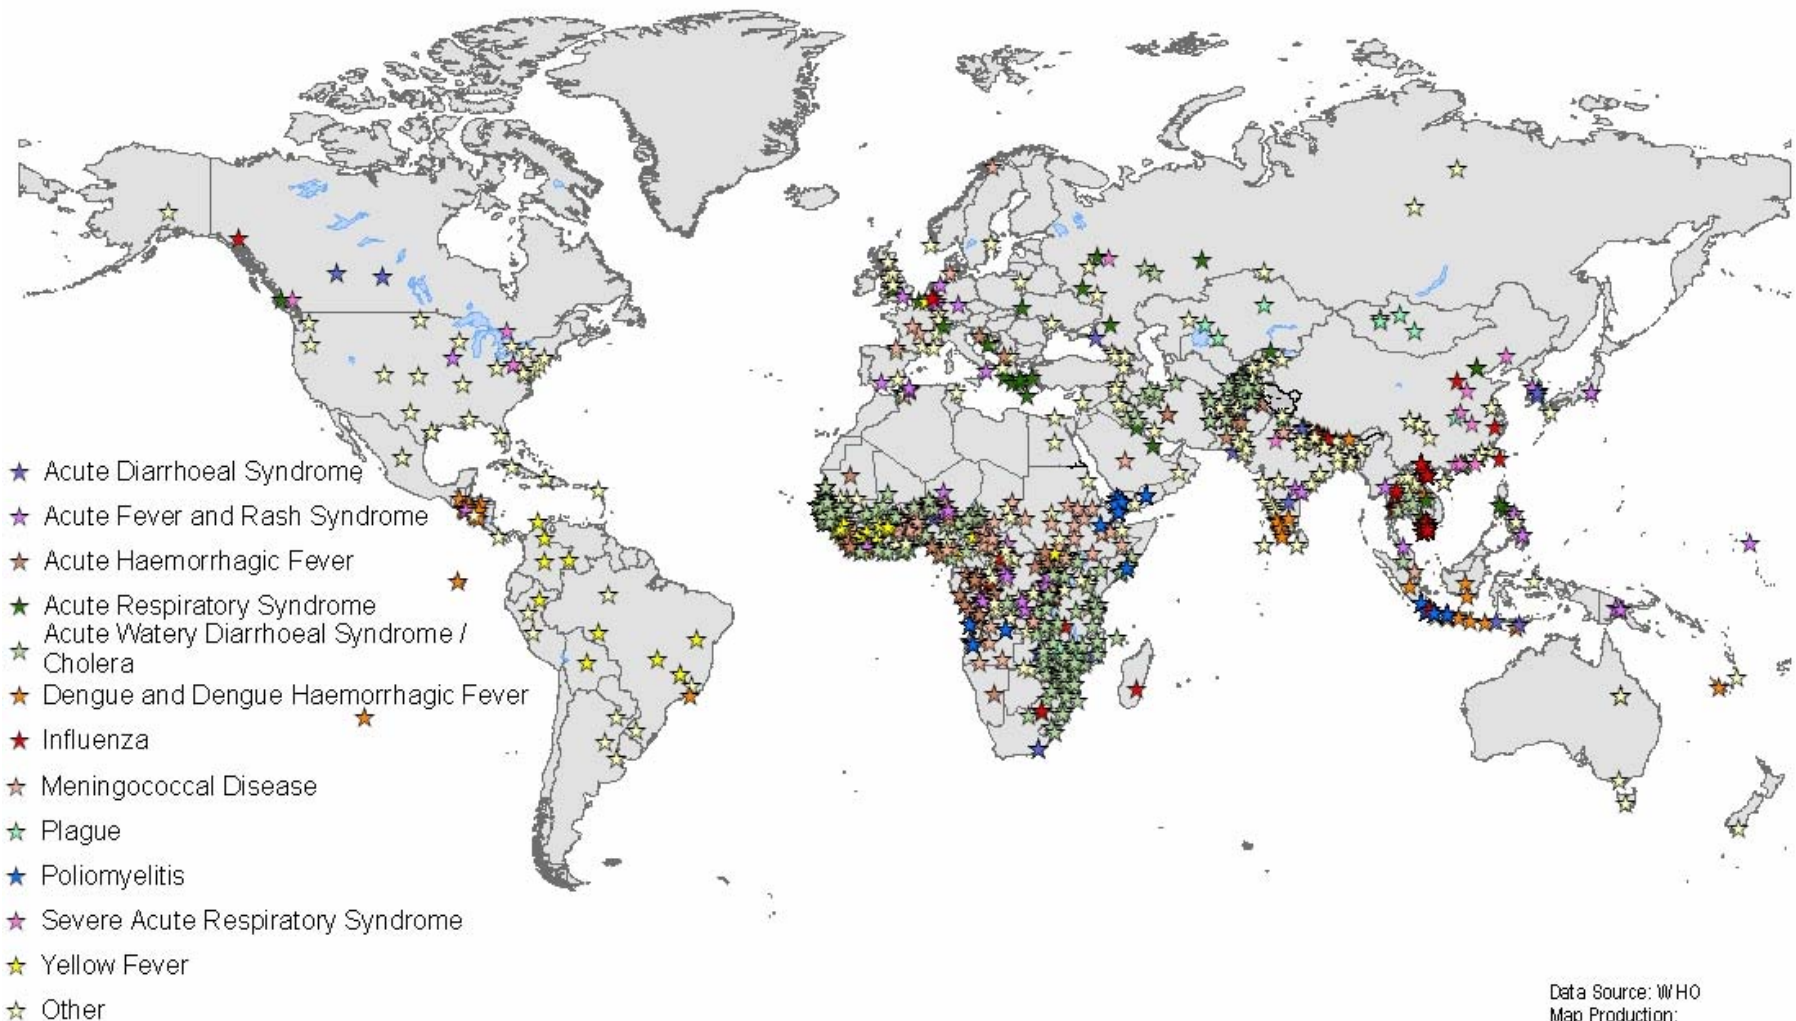 Acute Diarrhoeal Syndrome
Acute Fever and Rash Syndrome
Acute Haemorrhagic Fever
Acute Respiratory Syndrome
Acute Watery Diarrhoeal Syndrome /
Cholera
Dengue and Dengue Haemorrhagic Fever
Influenza
Meningococcal Disease
Plague
Poliomyelitis
Severe Acute Respiratory Syndrome
Yellow Fever
Other
Data Source: WHO
Map Production: